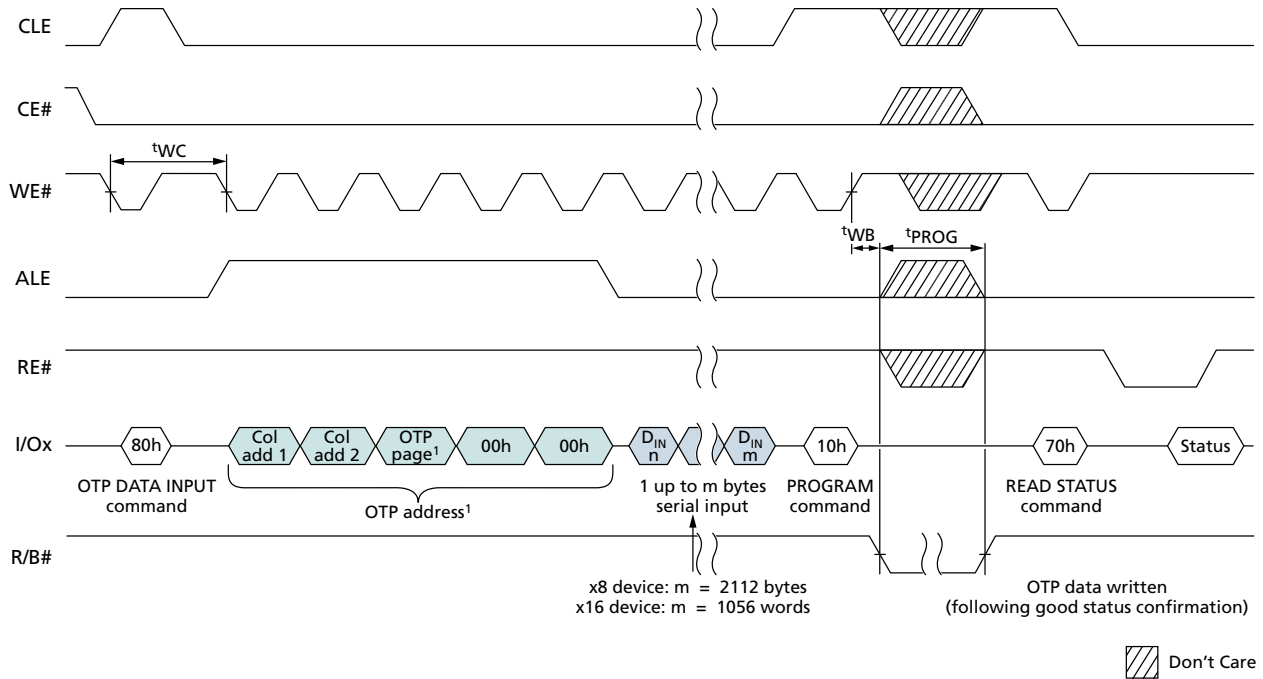 CLE
CE#
tWC
WE#
tWB
tPROG
ALE
RE#
I/Ox
80h
Col add 1
Col add 2
OTP page1
00h
00h
DIN n
DIN m
10h
70h
Status
OTP DATA INPUT
command
OTP address1
1 up to m bytes
serial input
PROGRAM
command
READ STATUS
command
R/B#
x8 device: m = 2112 bytes
x16 device: m = 1056 words
OTP data written
(following good status confirmation)
Don't Care